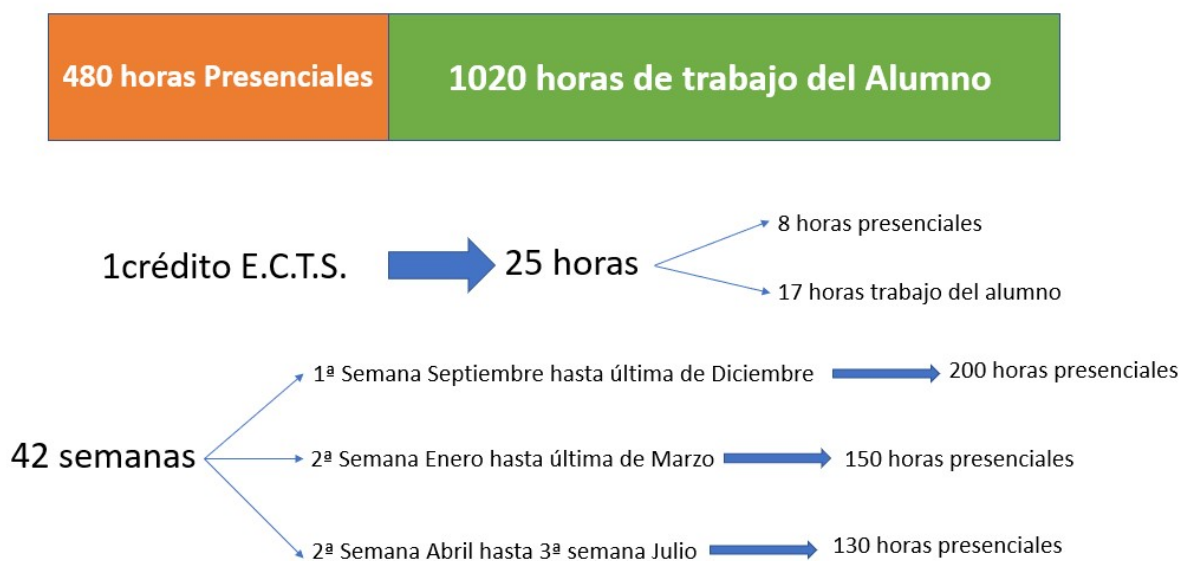 480 horas Presenciales
1020 horas de trabajo del Alumno
1crédito E.C.T.S.
25 horas
8 horas presenciales
17 horas trabajo del alumno
42 semanas
1ª Semana Septiembre hasta última de Diciembre
200 horas presenciales
2ª Semana Enero hasta última de Marzo
150 horas presenciales
2ª Semana Abril hasta 3ª semana Julio
130 horas presenciales